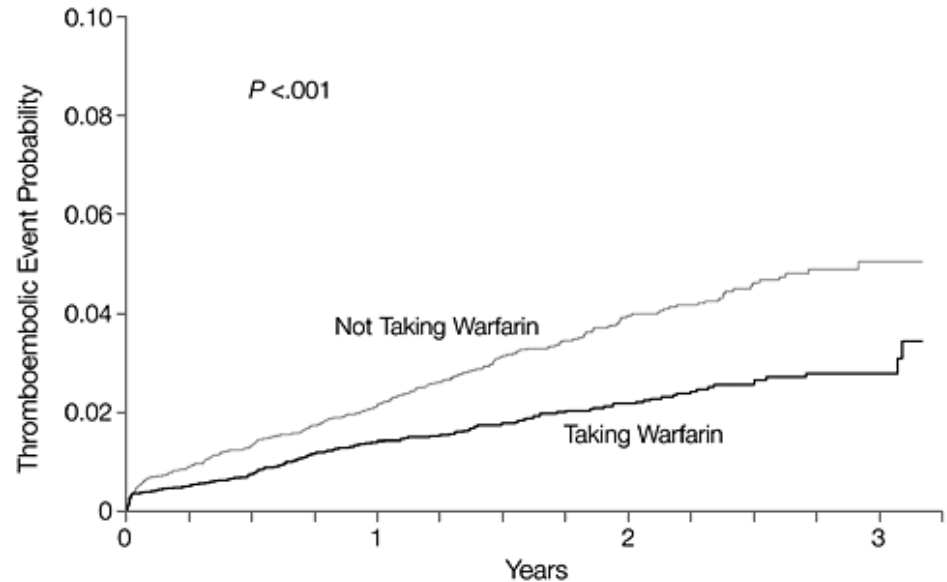 0.10
P <.001
0.08
0.06
0.04
Not Taking Warfarin
0.02
Taking Warfarin
0
0 1 2 3
Years
Thromboembolic Event Probability